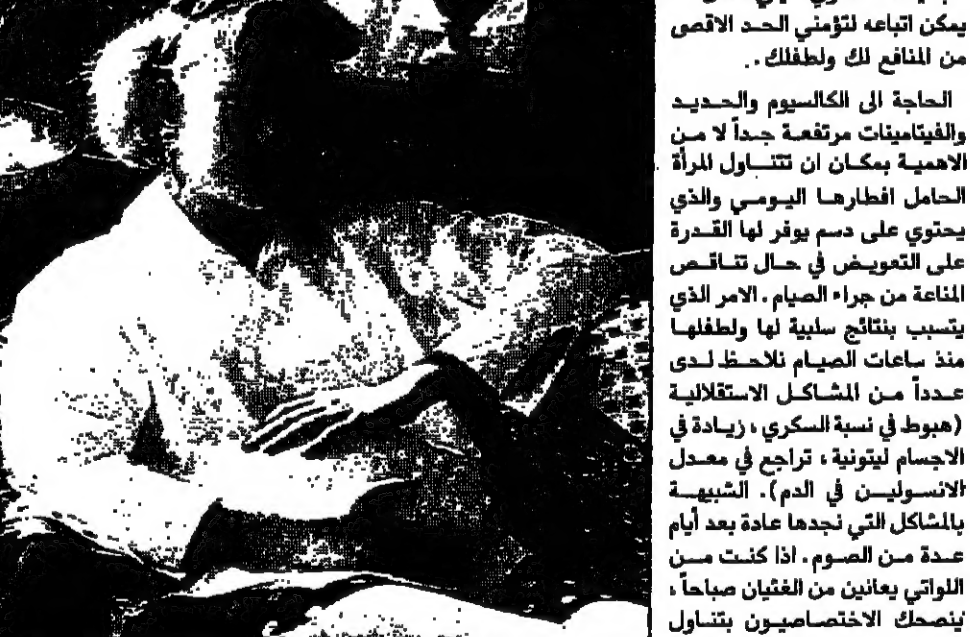 يمكن اتباعه لتؤمني الحد الاقصى
من المنافع لك ولطفلك .
الحاجة الى الكالسيوم والحديد
والفيتامينات مرتفعة جداً لا من
الاهمية بمكان ان تتناول المرأة
الحامل افطارها اليومي والذي
يحتوي على دسم يوفر لها القدرة
على التعويض في حال تناقص
المناعة من جراء الصيام . الامر الذي
يتسبب بنتائج سلبية لها ولطفلها
منذ ساعات الصيام نلاحظ لدى
عدداً من المشاكل الاستقلالية
(هبوط في نسبة السكري ، زيادة في
الاجسام ليتونية ، تراجع في معدل
الانسولين في الدم) . الشبيهة
بالمشاكل التي نجدها عادة بعد أيام
عدة من الصوم . اذا كنت من
اللواتي يعانين من الغثيان صباحاً ،
ينصحك الاختصاصيون بتناول